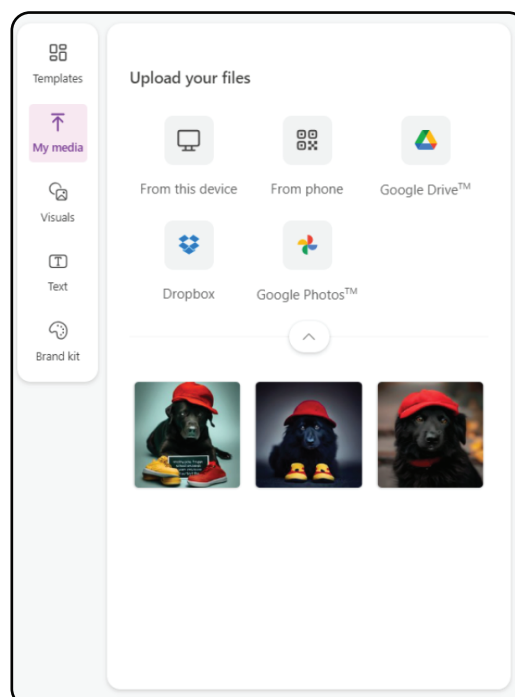 Templates
My media
Visuals
Text
Brand kit
Upload your files
From this device
From phone
Google Drive™
Dropbox
Google Photos™